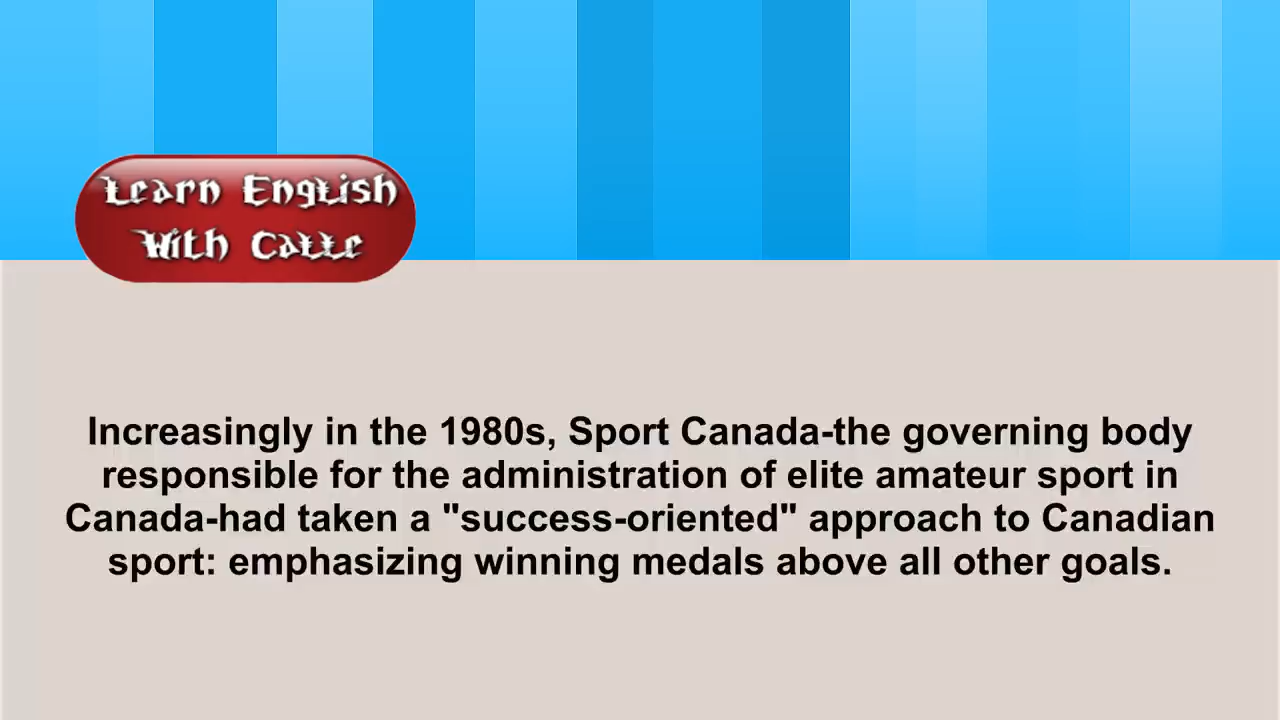 Learn English
With Calle
Increasingly in the 1980s, Sport Canada-the governing body
responsible for the administration of elite amateur sport in
Canada-had taken a "success-oriented" approach to Canadian
sport: emphasizing winning medals above all other goals.